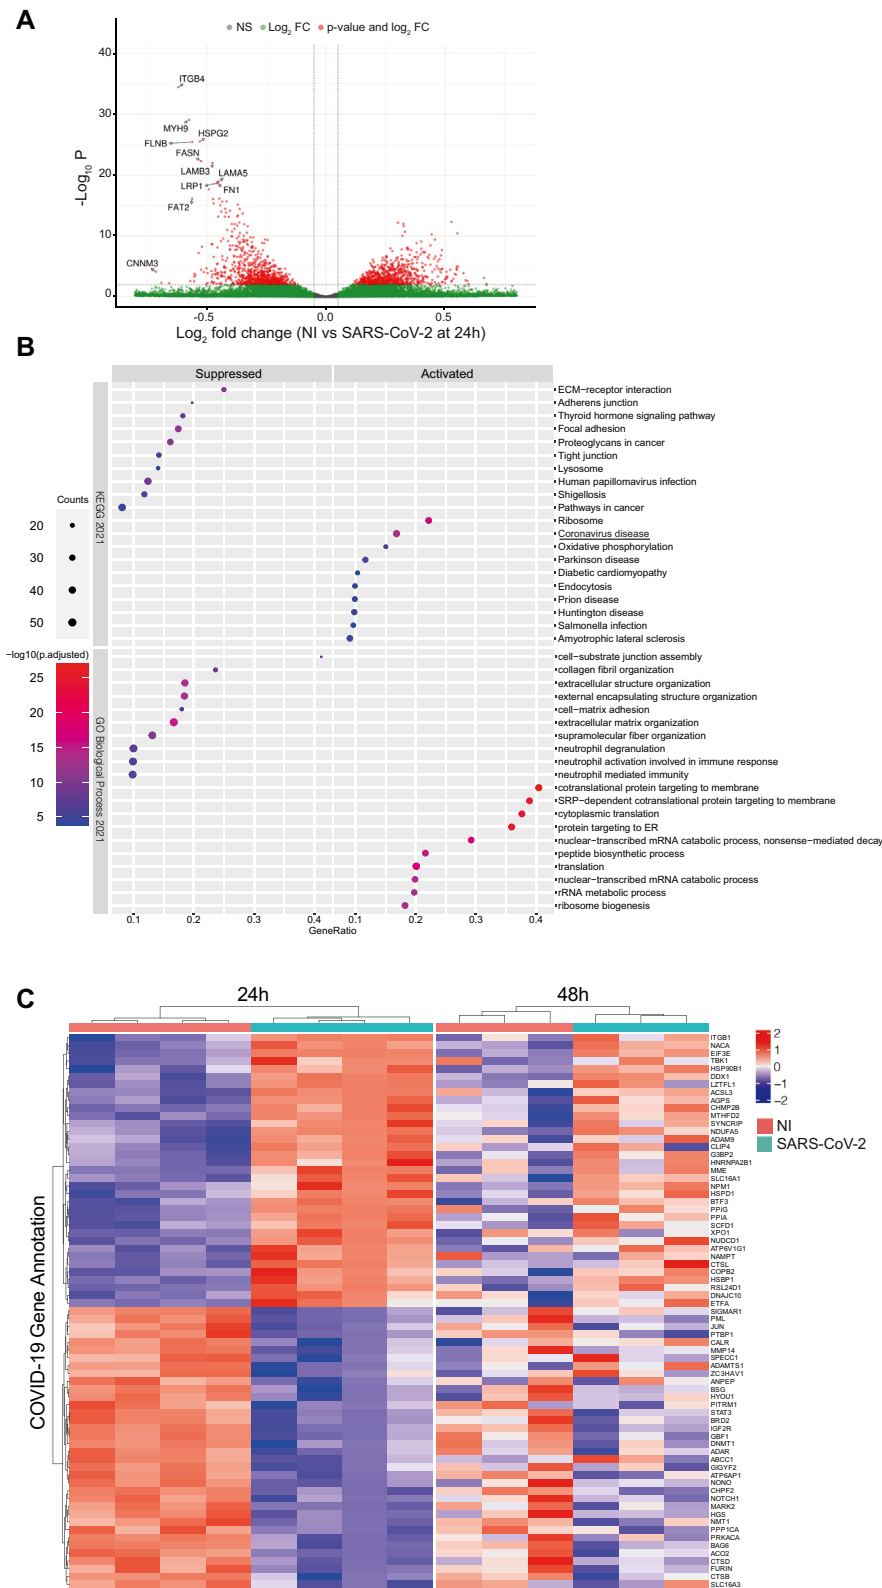 A
NS Log2 FC p-value and log2 FC
40
30
20
10
0
-Log10 P
ITGB4
MYH9
HSPG2
FLNB
FASN
LAMB3
LAMA5
LRP1
FN1
FAT2
CNNM3
-0.5 0.0 0.5
Log2 fold change (NI vs SARS-CoV-2 at 24h)
B
Suppressed Activated
KEGG 2021
ECM-receptor interaction
Adherens junction
Thyroid hormone signaling pathway
Focal adhesion
Proteoglycans in cancer
Tight junction
Lysosome
Human papillomavirus infection
Shigellosis
Pathways in cancer
Ribosome
Coronavirus disease
Oxidative phosphorylation
Parkinson disease
Diabetic cardiomyopathy
Endocytosis
Prion disease
Huntington disease
Salmonella infection
Amyotrophic lateral sclerosis
Counts
20
30
40
50
−log10(p.adjusted)
25
20
15
10
5
GO Biological Process 2021
cell−substrate junction assembly
collagen fibril organization
extracellular structure organization
external encapsulating structure organization
cell−matrix adhesion
extracellular matrix organization
supramolecular fiber organization
neutrophil degranulation
neutrophil activation involved in immune response
neutrophil mediated immunity
cotranslational protein targeting to membrane
SRP−dependent cotranslational protein targeting to membrane
cytoplasmic translation
protein targeting to ER
nuclear−transcribed mRNA catabolic process, nonsense−mediated decay
peptide biosynthetic process
translation
nuclear−transcribed mRNA catabolic process
rRNA metabolic process
ribosome biogenesis
0.1 0.2 0.3 0.4 0.1 0.2 0.3 0.4
GeneRatio
C
24h 48h
COVID-19 Gene Annotation
ITGB1
NACA
EIF3E
TBK1
HSP90B1
DDX1
LZTFL1
ACSL3
AGPS
CHMP2B
MTHFD2
SYNCRIP
NDUFA5
ADAM9
CLIP4
G3BP2
HNRNPA2B1
MME
SLC16A1
NPM1
HSPD1
BTF3
PPIG
PPIA
SCFD1
XPO1
NUDCD1
ATP6V1G1
NAMPT
CTSL
COPB2
HSBP1
RSL24D1
DNAJC10
ETFA
SIGMAR1
PML
JUN
PTBP1
CALR
MMP14
SPECC1
ADAMTS1
ZC3HAV1
ANPEP
BSG
HYOU1
PITRM1
STAT3
BRD2
IGF2R
GBF1
DNMT1
ADAR
ABCC1
GIGYF2
ATP6AP1
NONO
CHPF2
NOTCH1
MARK2
HGS
NMT1
PPP1CA
PRKACA
BAG6
ACO2
CTSD
FURIN
CTSB
SLC16A3
2
1
0
−1
−2
NI
SARS-CoV-2